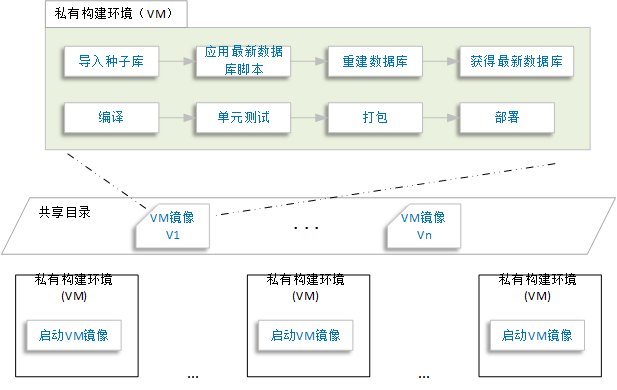 私有构建环境（VM）
导入种子库
应用最新数据
库脚本
重建数据库
获得最新数据库
编译
单元测试
打包
部署
共享目录
VM镜像
V1
...
VM镜像
Vn
私有构建环境
(VM)
启动VM镜像
...
私有构建环境
(VM)
启动VM镜像
...
私有构建环境
(VM)
启动VM镜像